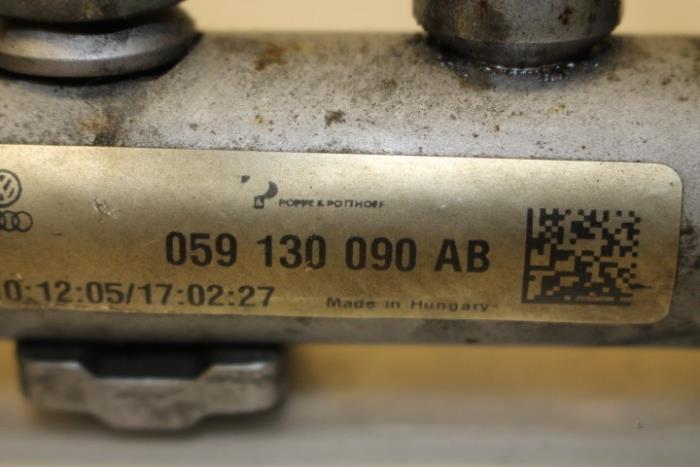 POPPE & POTTHOFF
059 130 090 AB
0:12:05/17:02:27
Made in Hungary